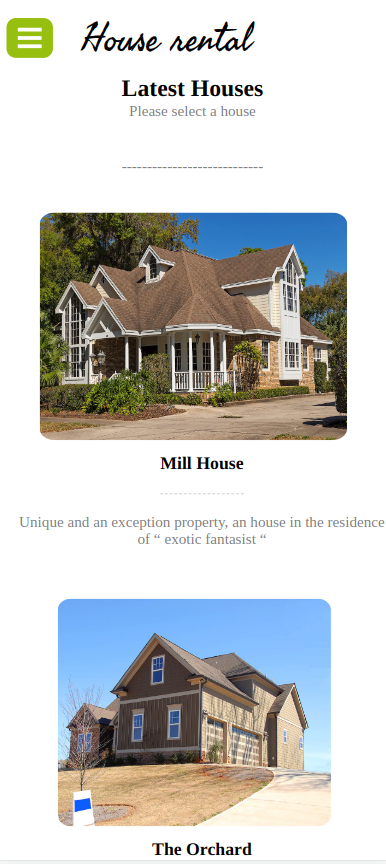 House rental
Latest Houses
Please select a house
----------------------------
Mill House
-----------------
Unique and an exception property, an house in the residence
of “ exotic fantasist “
The Orchard